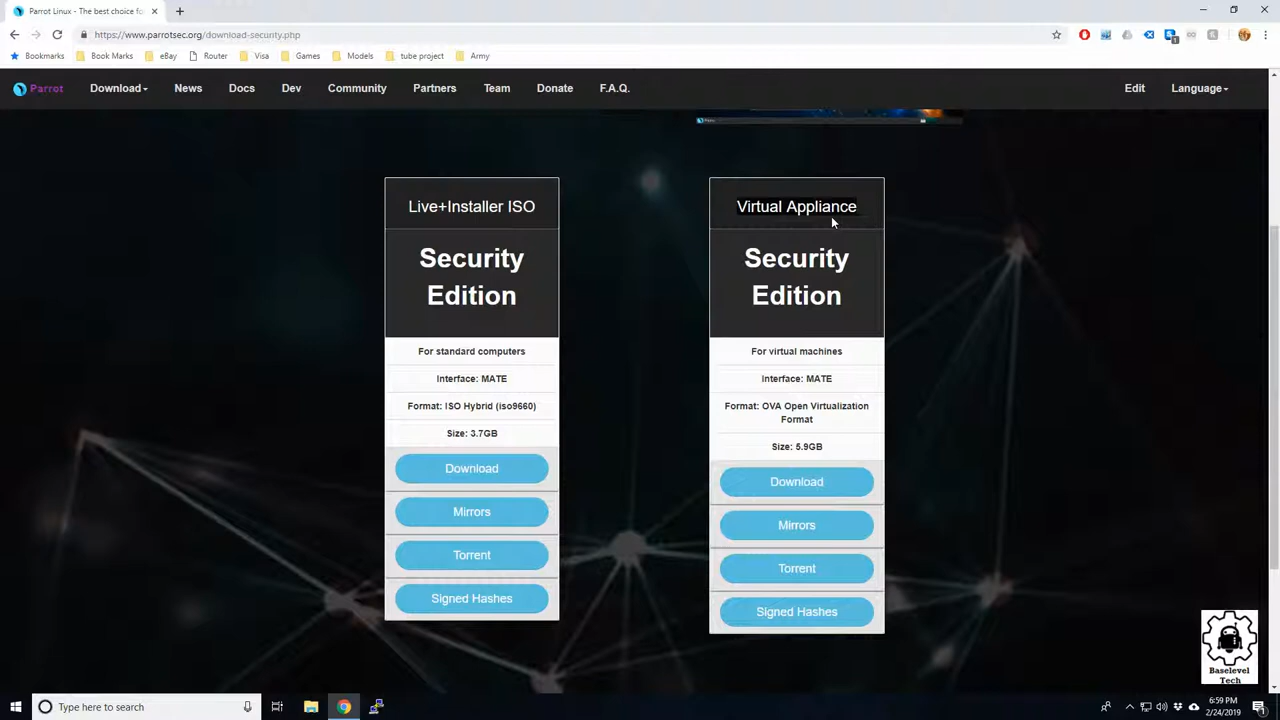 Parrot Linux - The best choice fo
https://www.parrotsec.org/download-security.php
Bookmarks Book Marks eBay Router Visa Games Models tube project Army
Parrot Download News Docs Dev Community Partners Team Donate F.A.Q. Edit Language
Live+Installer ISO
Security
Edition
For standard computers
Interface: MATE
Format: ISO Hybrid (iso9660)
Size: 3.7GB
Download
Mirrors
Torrent
Signed Hashes
Virtual Appliance
Security
Edition
For virtual machines
Interface: MATE
Format: OVA Open Virtualization
Format
Size: 5.9GB
Download
Mirrors
Torrent
Signed Hashes
Baselevel
Tech
Type here to search
6:59 PM
2/24/2019